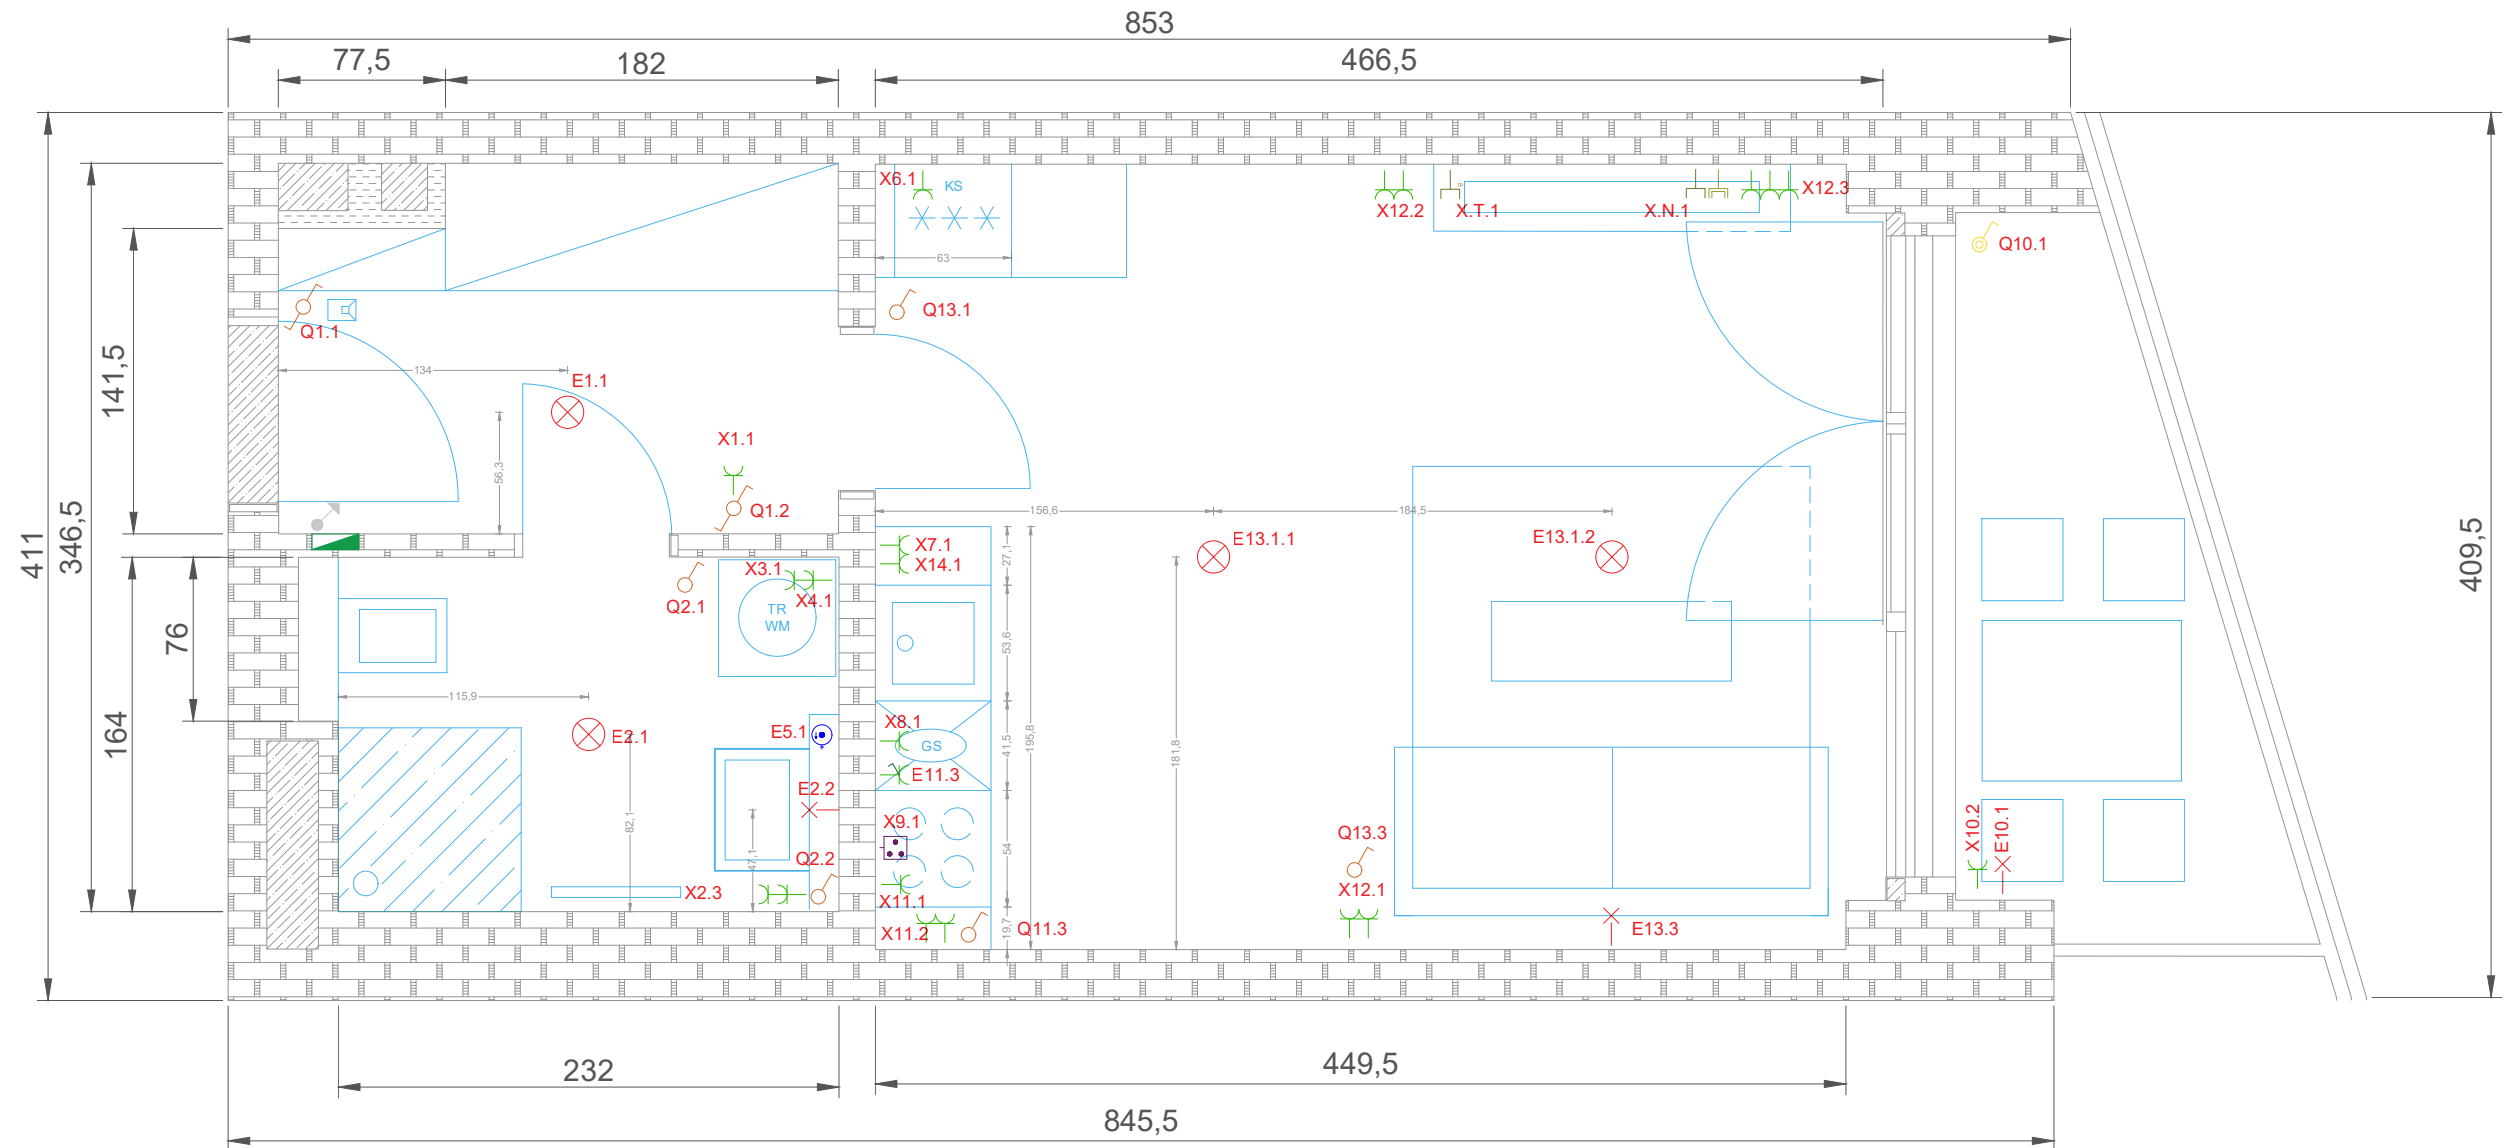 853
77,5
182
466,5
X6.1
KS
X12.2
TP
X.T.1
X.N.1
X12.3
Q10.1
63
Q1.1
Q13.1
141,5
134
E1.1
X1.1
56,3
346,5
411
Q1.2
156,6
184,5
E13.1.1
E13.1.2
409,5
X7.1
X14.1
27,1
X3.1
X4.1
Q2.1
TR
WM
76
53,6
115,9
164
E2.1
E5.1
X8.1
GS
41,5
195,8
181,8
E11.3
E2.2
82,1
47,1
X9.1
54
Q2.2
X2.3
X11.1
X11.2
19,7
Q11.3
Q13.3
X12.1
E13.3
X10.2
E10.1
232
449,5
845,5